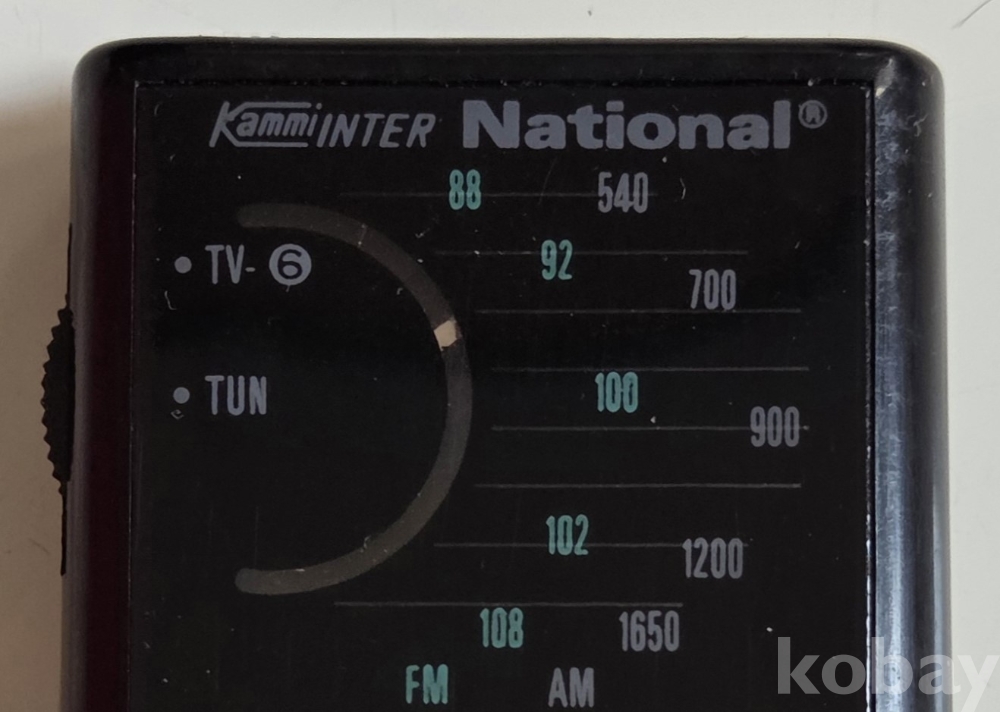 Kammi INTER National®
88 540
TV-6 92
700
TUN 100
900
102
1200
108 1650
FM AM
kobay